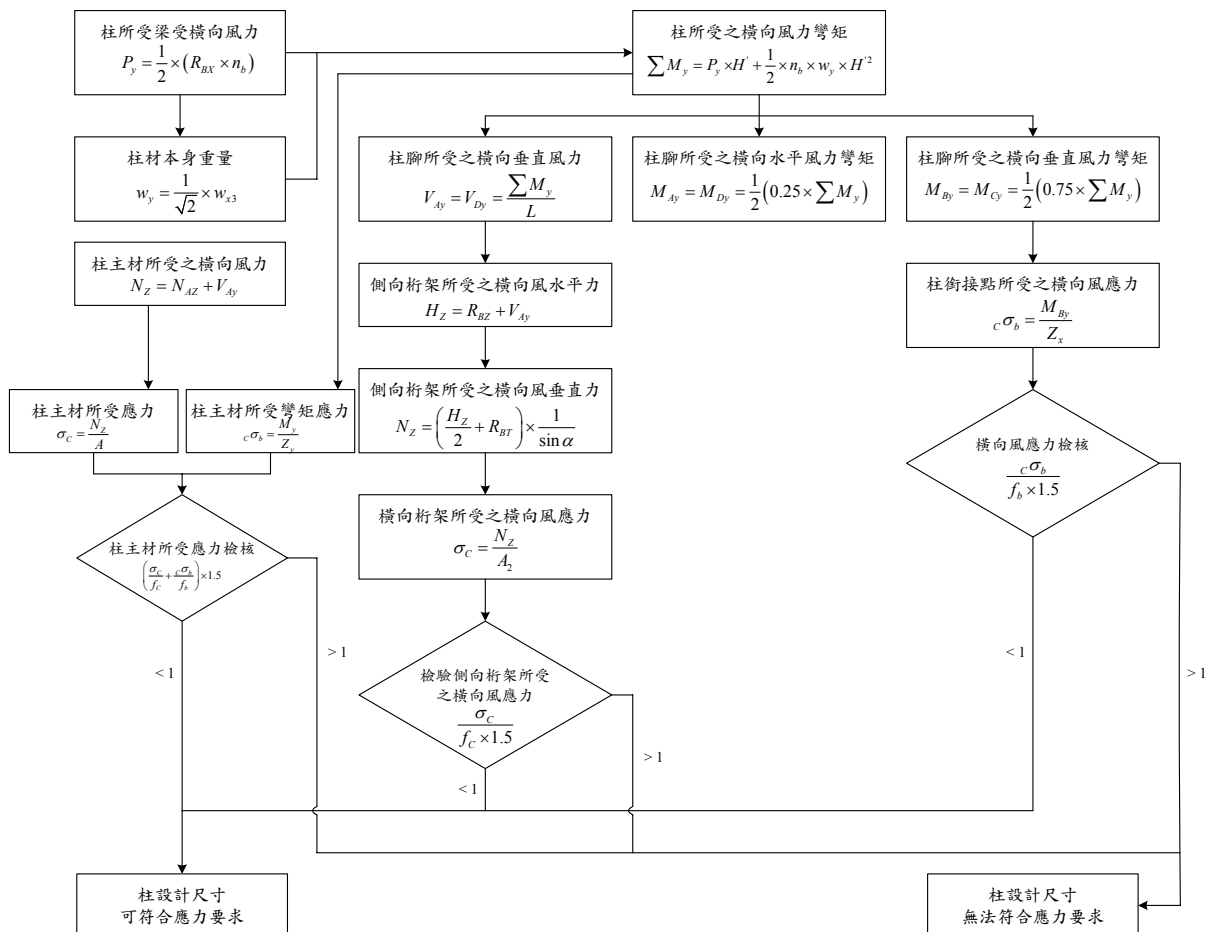 柱所受梁受橫向風力
P_y = 1/2 × (R_BX × n_b)
柱所受之橫向風力彎矩
∑M_y = P_y × H' + 1/2 × n_b × w_y × H'^2
柱材本身重量
w_y = 1/√2 × w_x3
柱腳所受之橫向垂直風力
V_Ay = V_Dy = ∑M_y / L
柱腳所受之橫向水平風力彎矩
M_Ay = M_Dy = 1/2 (0.25 × ∑M_y)
柱腳所受之橫向垂直風力彎矩
M_By = M_Cy = 1/2 (0.75 × ∑M_y)
柱主材所受之橫向風力
N_Z = N_AZ + V_Ay
側向桁架所受之橫向風水平力
H_Z = R_BZ + V_Ay
柱銜接點所受之橫向風應力
_Cσ_b = M_By / Z_x
柱主材所受應力
σ_C = N_Z / A
柱主材所受彎矩應力
_Cσ_b = M_y / Z_y
側向桁架所受之橫向風垂直力
N_Z = (H_Z / 2 + R_BT) × 1 / sin α
橫向風應力檢核
_Cσ_b / f_b × 1.5
橫向桁架所受之橫向風應力
σ_C = N_Z / A_2
柱主材所受應力檢核
(σ_C / f_C + _Cσ_b / f_b) × 1.5
< 1
> 1
檢驗側向桁架所受
之橫向風應力
σ_C / f_C × 1.5
< 1
> 1
< 1
> 1
柱設計尺寸
可符合應力要求
柱設計尺寸
無法符合應力要求